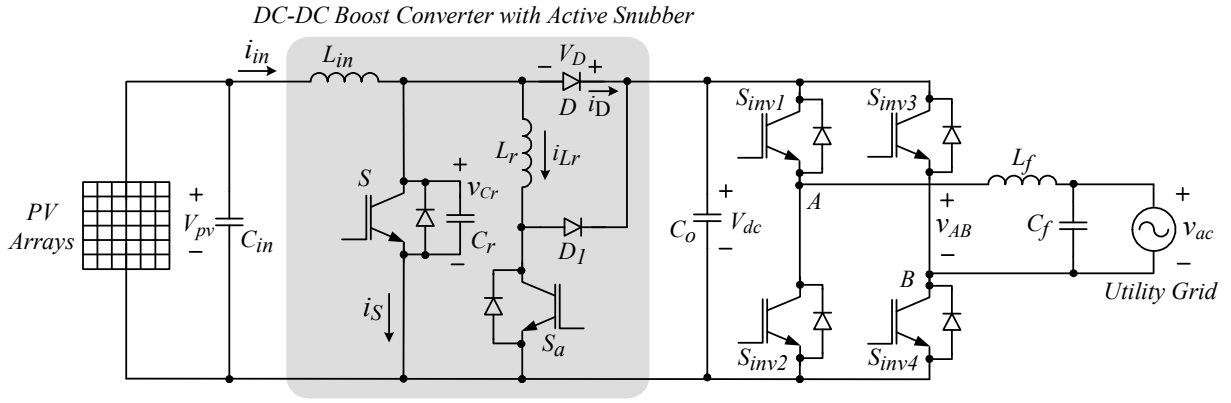 DC-DC Boost Converter with Active Snubber
i_in
L_in
− V_D +
D
i_D
S_inv1
S_inv3
L_r
i_Lr
L_f
S
+
v_Cr
C_r
−
A
+
v_AB
−
C_f
+
v_ac
−
PV
Arrays
+
V_pv
−
C_in
D_1
C_o
+
V_dc
−
B
Utility Grid
i_S
S_a
S_inv2
S_inv4